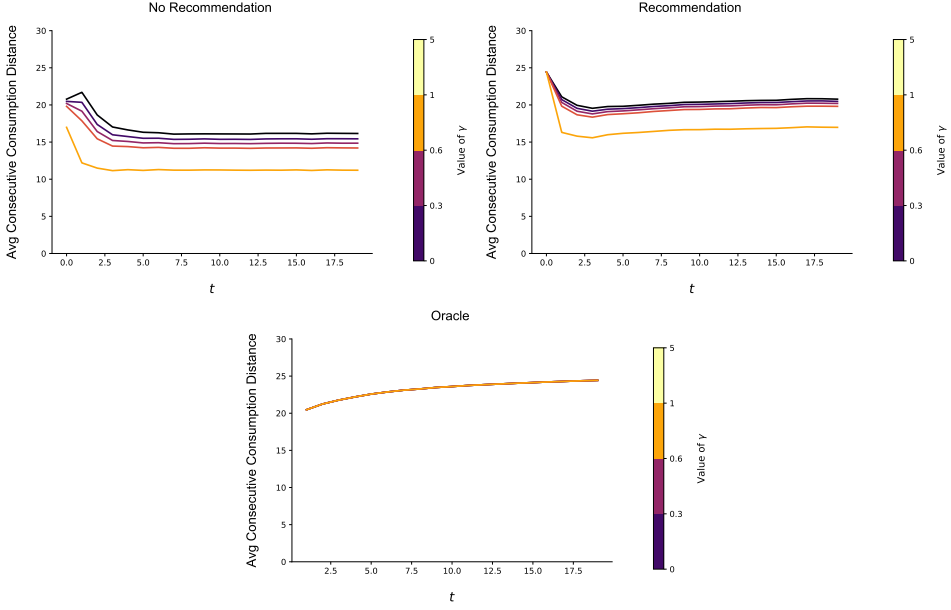 No Recommendation
Avg Consecutive Consumption Distance
30
25
20
15
10
5
0
0.0 2.5 5.0 7.5 10.0 12.5 15.0 17.5
t
5
1
0.6
0.3
0
Value of γ
Recommendation
Avg Consecutive Consumption Distance
30
25
20
15
10
5
0
0.0 2.5 5.0 7.5 10.0 12.5 15.0 17.5
t
5
1
0.6
0.3
0
Value of γ
Oracle
Avg Consecutive Consumption Distance
30
25
20
15
10
5
0
2.5 5.0 7.5 10.0 12.5 15.0 17.5
t
5
1
0.6
0.3
0
Value of γ